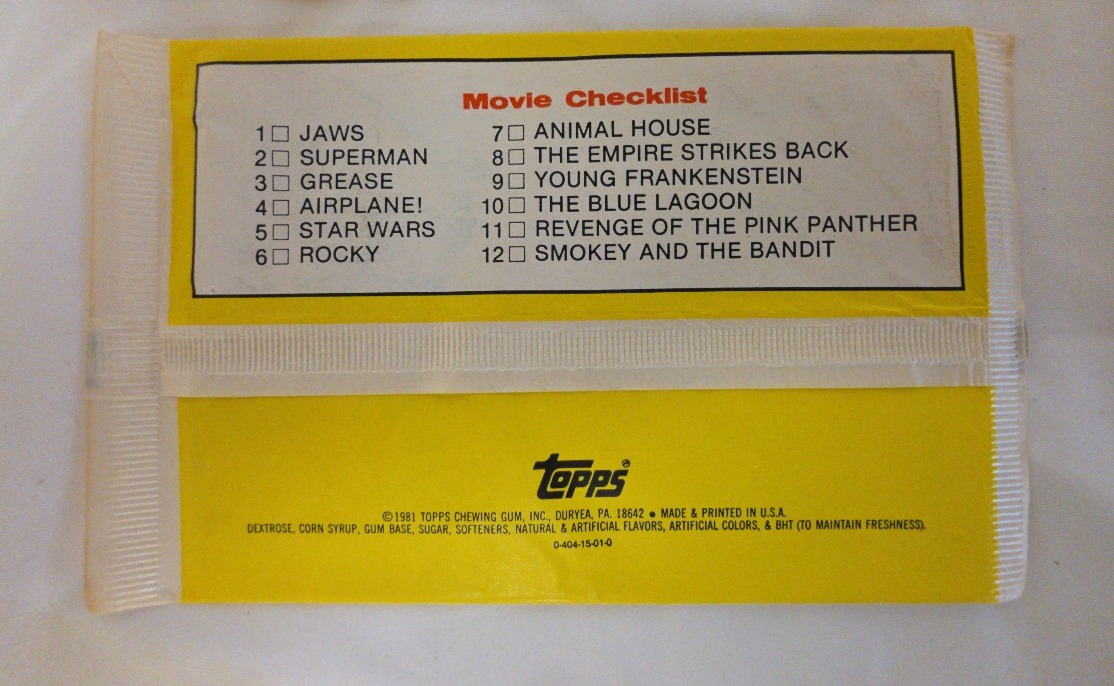 Movie Checklist
1☐ JAWS
2☐ SUPERMAN
3☐ GREASE
4☐ AIRPLANE!
5☐ STAR WARS
6☐ ROCKY
7☐ ANIMAL HOUSE
8☐ THE EMPIRE STRIKES BACK
9☐ YOUNG FRANKENSTEIN
10☐ THE BLUE LAGOON
11☐ REVENGE OF THE PINK PANTHER
12☐ SMOKEY AND THE BANDIT
TOPPS®
©1981 TOPPS CHEWING GUM, INC., DURYEA, PA. 18642 ● MADE & PRINTED IN U.S.A.
DEXTROSE, CORN SYRUP, GUM BASE, SUGAR, SOFTENERS, NATURAL & ARTIFICIAL FLAVORS, ARTIFICIAL COLORS, & BHT (TO MAINTAIN FRESHNESS).
0-404-15-01-0